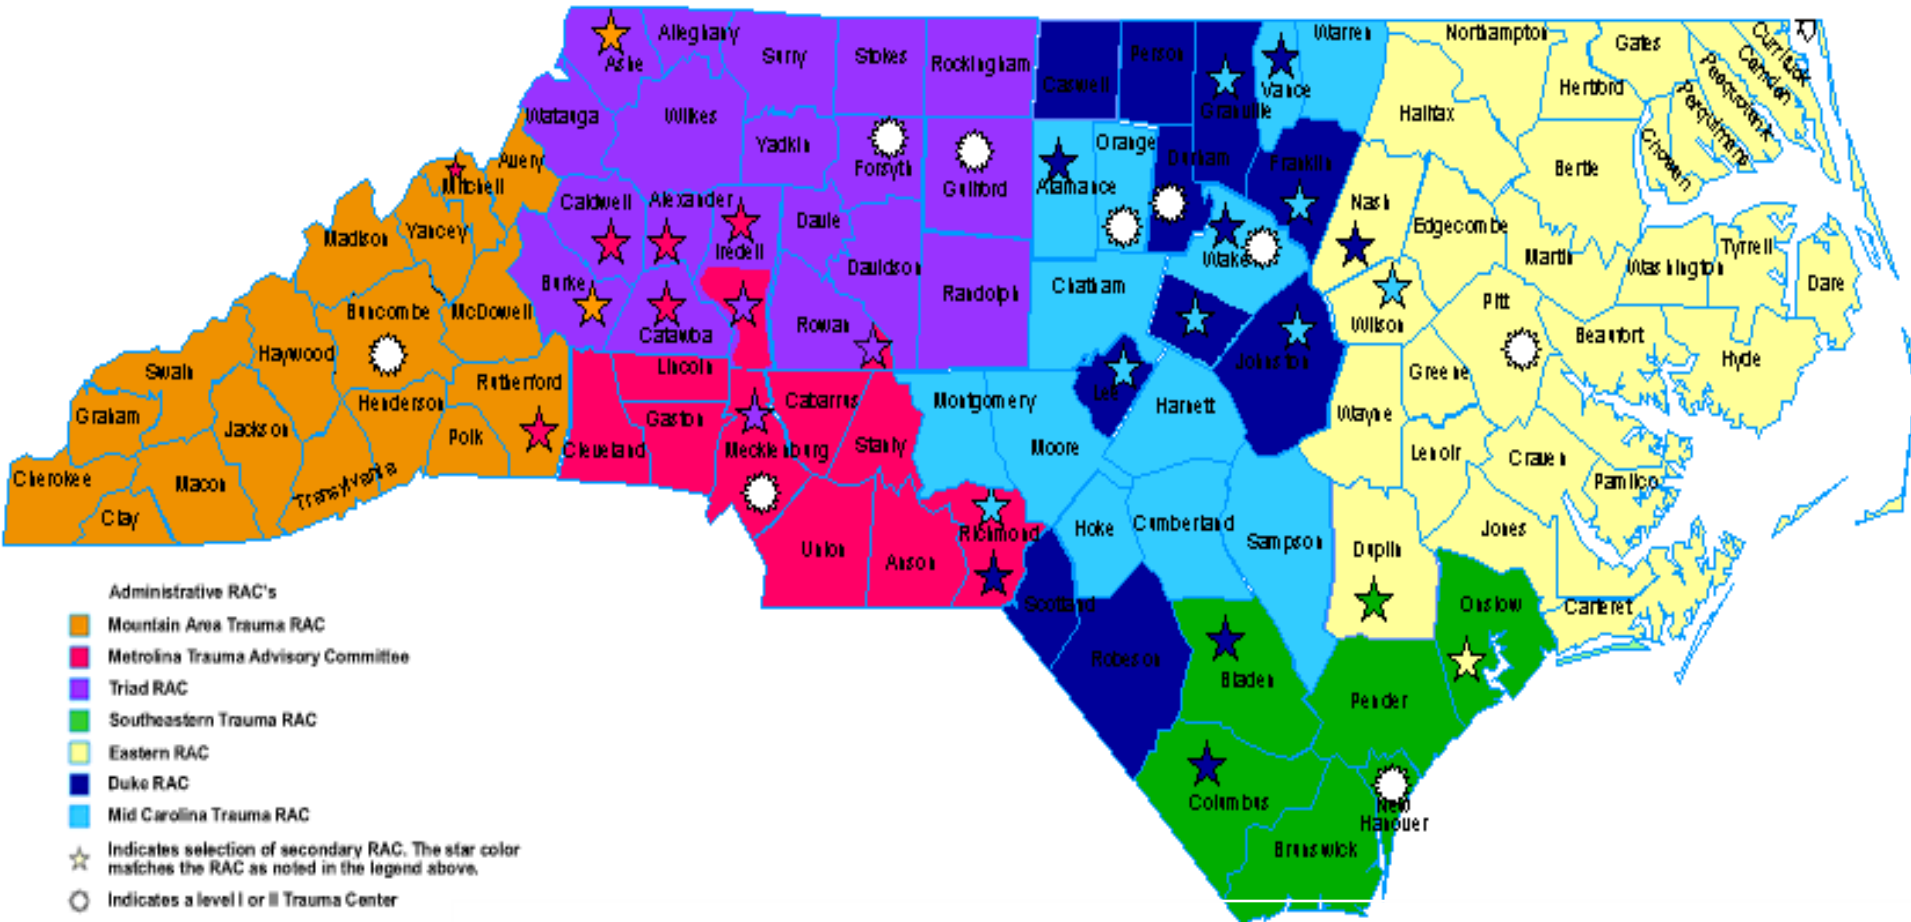 Ashe
Alleghany
Surry
Stokes
Rockingham
Caswell
Person
Granville
Vance
Warren
Northampton
Gates
Currituck
Camden
Pasquotank
Perquimans
Chowan
Hertford
Halifax
Bertie
Watauga
Wilkes
Yadkin
Forsyth
Guilford
Alamance
Orange
Durham
Franklin
Nash
Edgecombe
Martin
Washington
Tyrrell
Dare
Avery
Mitchell
Yancey
Madison
Caldwell
Alexander
Iredell
Davie
Davidson
Randolph
Chatham
Wake
Wilson
Pitt
Beaufort
Hyde
Burke
McDowell
Buncombe
Haywood
Swain
Graham
Cherokee
Clay
Macon
Jackson
Transylvania
Henderson
Polk
Rutherford
Catawba
Rowan
Lincoln
Cleveland
Gaston
Mecklenburg
Cabarrus
Stanly
Montgomery
Moore
Lee
Harnett
Johnston
Wayne
Greene
Lenoir
Craven
Pamlico
Jones
Carteret
Union
Anson
Richmond
Hoke
Cumberland
Sampson
Duplin
Onslow
Scotland
Robeson
Bladen
Pender
Columbus
Brunswick
New
Hanover
Administrative RAC's
Mountain Area Trauma RAC
Metrolina Trauma Advisory Committee
Triad RAC
Southeastern Trauma RAC
Eastern RAC
Duke RAC
Mid Carolina Trauma RAC
Indicates selection of secondary RAC. The star color
matches the RAC as noted in the legend above.
Indicates a level I or II Trauma Center